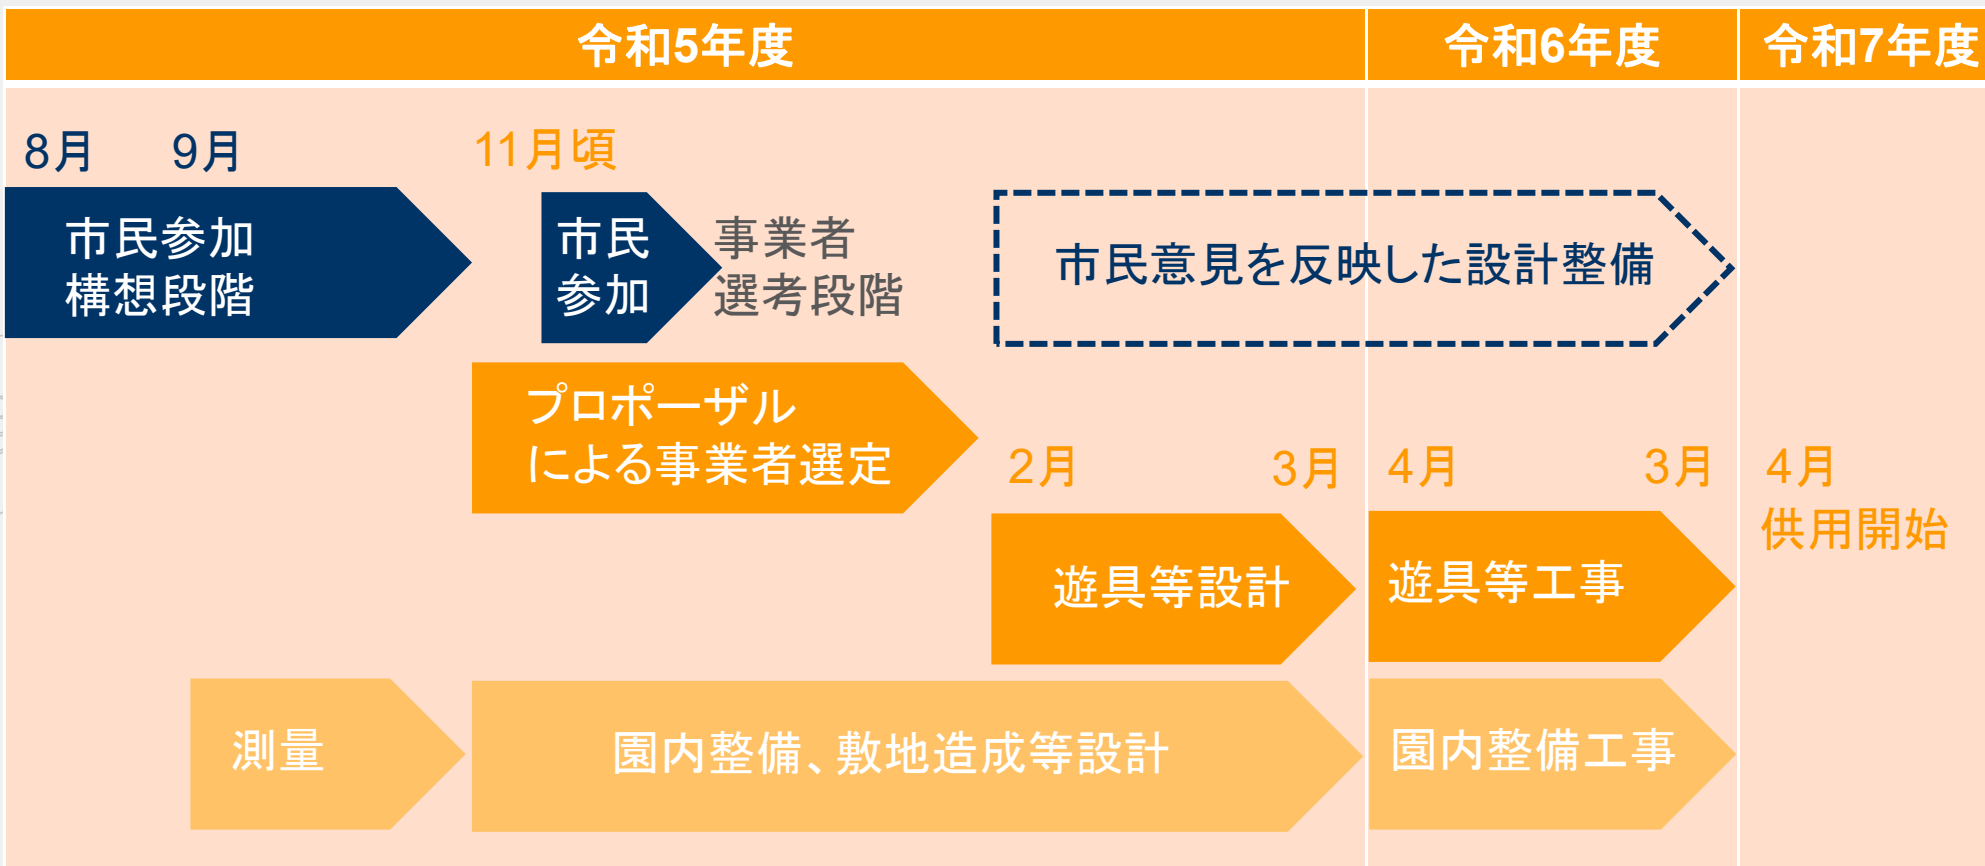 令和5年度
令和6年度
令和7年度
8月
9月
11月頃
市民参加
構想段階
市民
参加
事業者
選考段階
市民意見を反映した設計整備
プロポーザル
による事業者選定
2月
3月
4月
3月
4月
供用開始
遊具等設計
遊具等工事
測量
園内整備、敷地造成等設計
園内整備工事